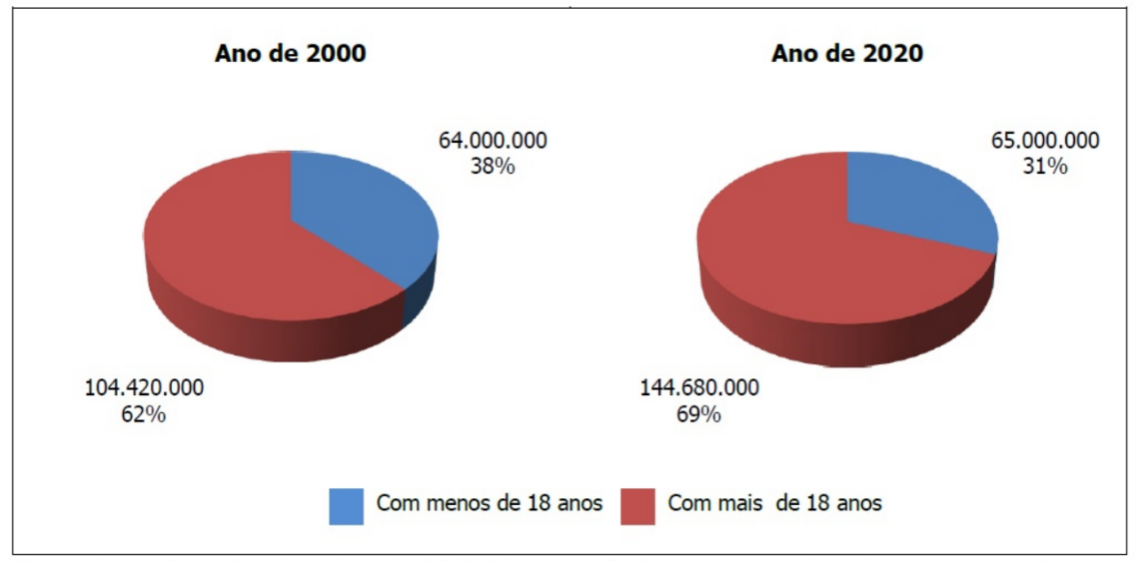 Ano de 2000
64.000.000
38%
104.420.000
62%
Ano de 2020
65.000.000
31%
144.680.000
69%
Com menos de 18 anos
Com mais de 18 anos